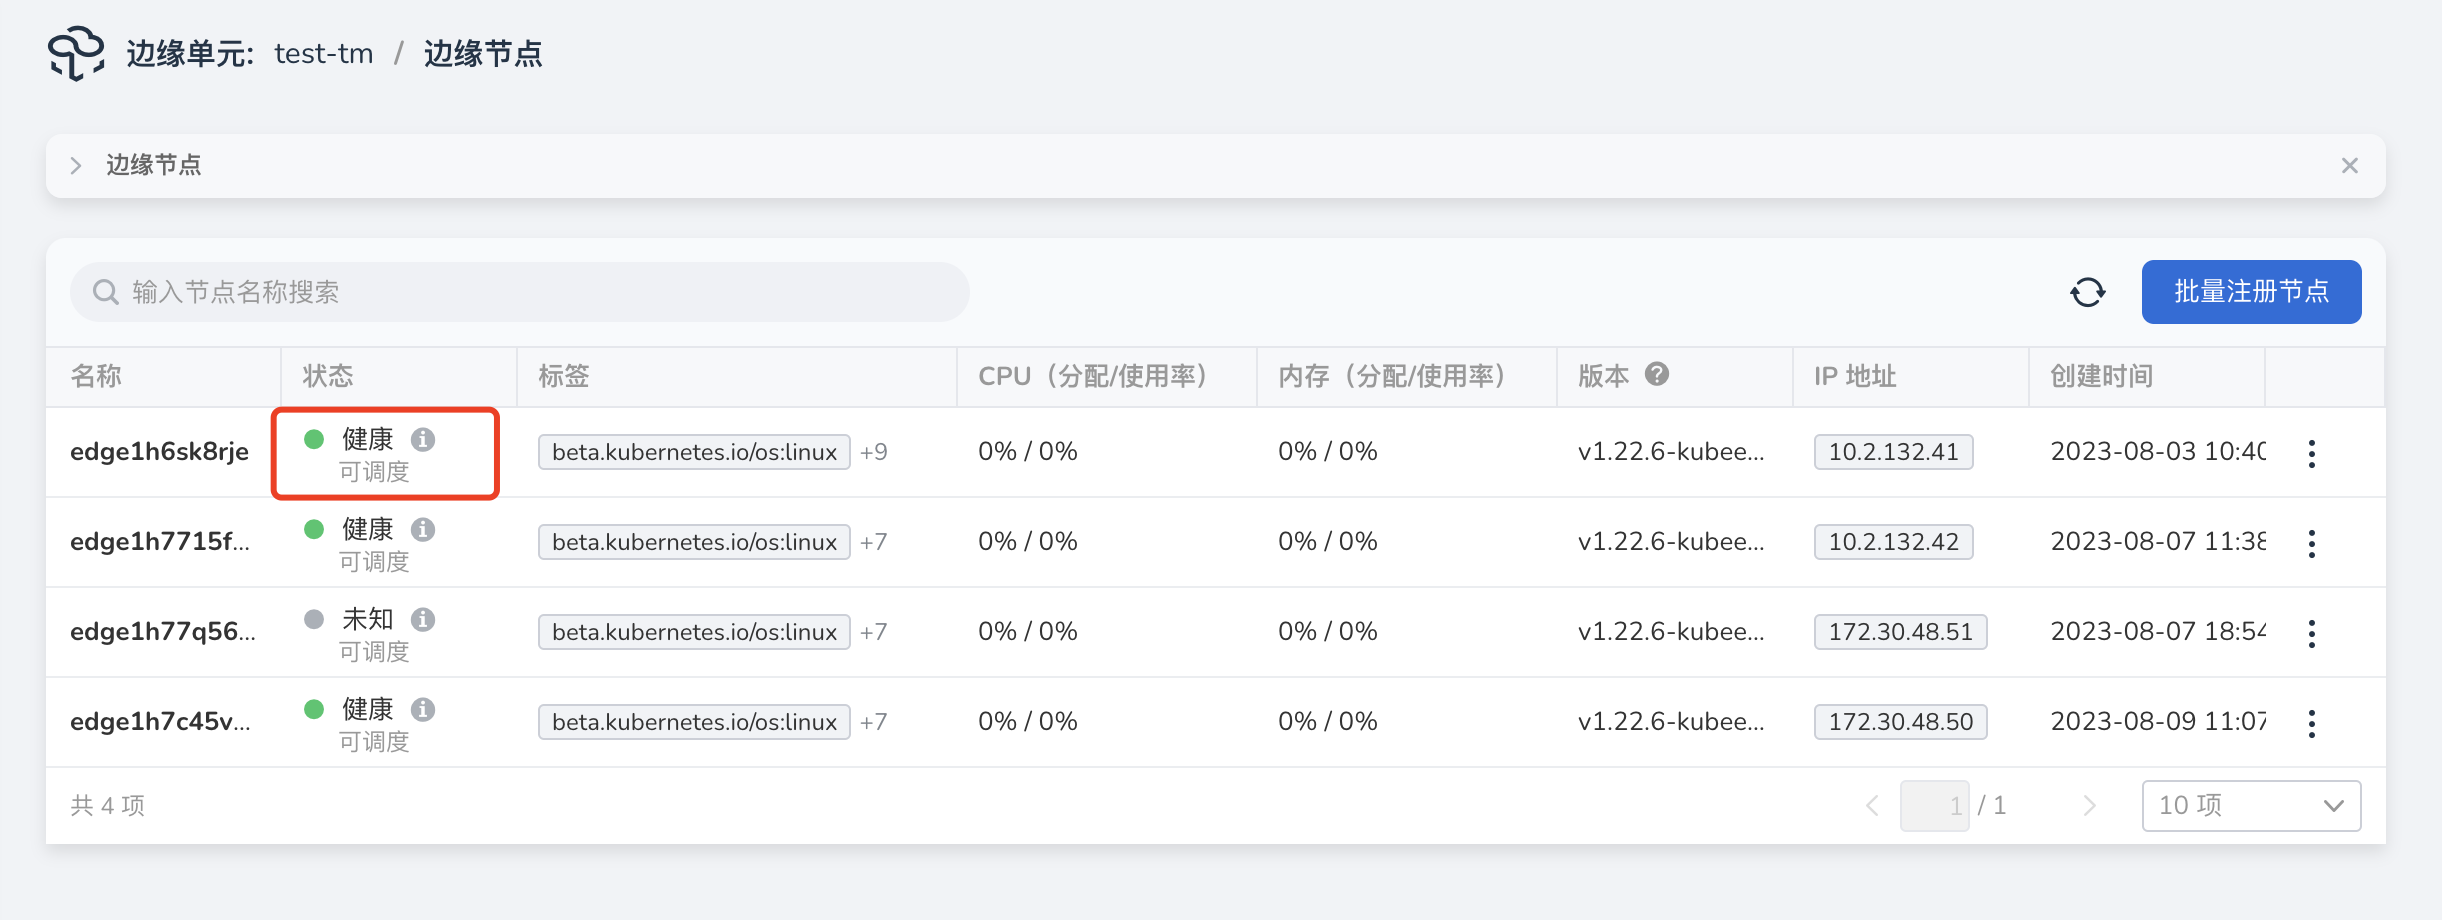 边缘单元: test-tm / 边缘节点
边缘节点
输入节点名称搜索
批量注册节点
名称 状态 标签 CPU（分配/使用率） 内存（分配/使用率） 版本 IP 地址 创建时间
edge1h6sk8rje 健康 beta.kubernetes.io/os:linux +9 0% / 0% 0% / 0% v1.22.6-kubee... 10.2.132.41 2023-08-03 10:40
可调度
edge1h7715f... 健康 beta.kubernetes.io/os:linux +7 0% / 0% 0% / 0% v1.22.6-kubee... 10.2.132.42 2023-08-07 11:38
可调度
edge1h77q56... 未知 beta.kubernetes.io/os:linux +7 0% / 0% 0% / 0% v1.22.6-kubee... 172.30.48.51 2023-08-07 18:54
可调度
edge1h7c45v... 健康 beta.kubernetes.io/os:linux +7 0% / 0% 0% / 0% v1.22.6-kubee... 172.30.48.50 2023-08-09 11:07
可调度
共 4 项 1 / 1 10 项